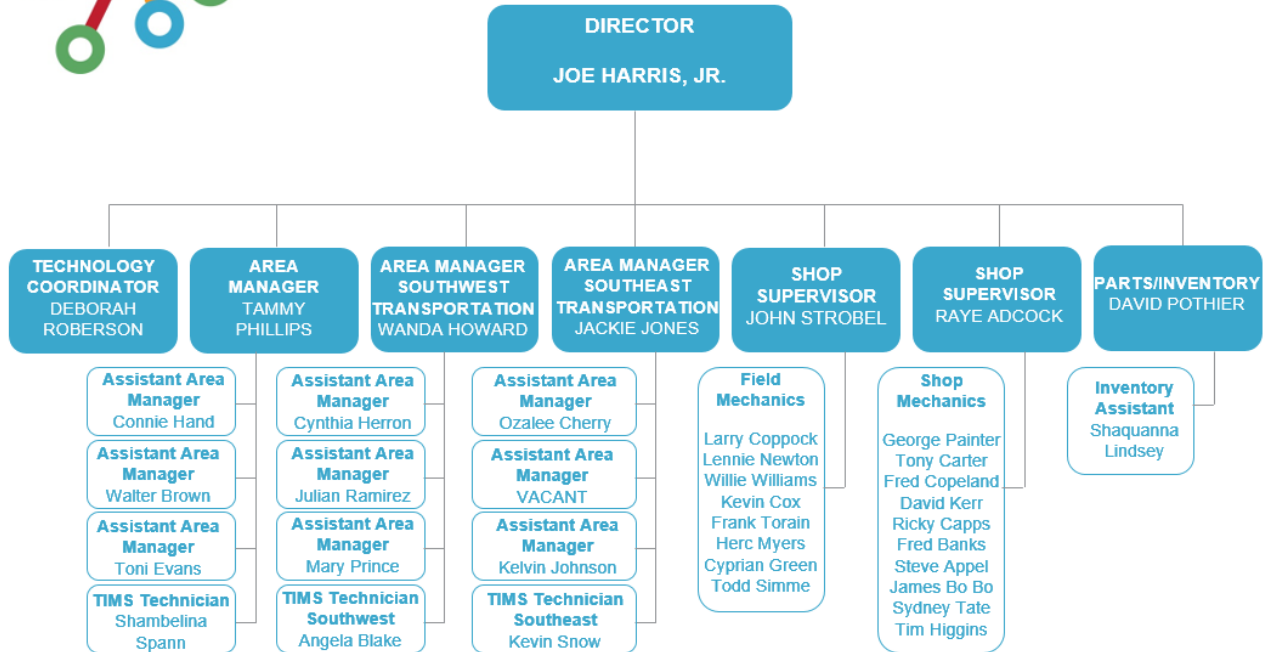 DIRECTOR
JOE HARRIS, JR.
TECHNOLOGY
COORDINATOR
DEBORAH
ROBERSON
AREA
MANAGER
TAMMY
PHILLIPS
AREA MANAGER
SOUTHWEST
TRANSPORTATION
WANDA HOWARD
AREA MANAGER
SOUTHEAST
TRANSPORTATION
JACKIE JONES
SHOP
SUPERVISOR
JOHN STROBEL
SHOP
SUPERVISOR
RAYE ADCOCK
PARTS/INVENTORY
DAVID POTHIER
Assistant Area
Manager
Connie Hand
Assistant Area
Manager
Walter Brown
Assistant Area
Manager
Toni Evans
TIMS Technician
Shambelina
Spann
Assistant Area
Manager
Cynthia Herron
Assistant Area
Manager
Julian Ramirez
Assistant Area
Manager
Mary Prince
TIMS Technician
Southwest
Angela Blake
Assistant Area
Manager
Ozalee Cherry
Assistant Area
Manager
VACANT
Assistant Area
Manager
Kelvin Johnson
TIMS Technician
Southeast
Kevin Snow
Field
Mechanics
Larry Coppock
Lennie Newton
Willie Williams
Kevin Cox
Frank Torain
Herc Myers
Cyprian Green
Todd Simme
Shop
Mechanics
George Painter
Tony Carter
Fred Copeland
David Kerr
Ricky Capps
Fred Banks
Steve Appel
James Bo Bo
Sydney Tate
Tim Higgins
Inventory
Assistant
Shaquanna
Lindsey